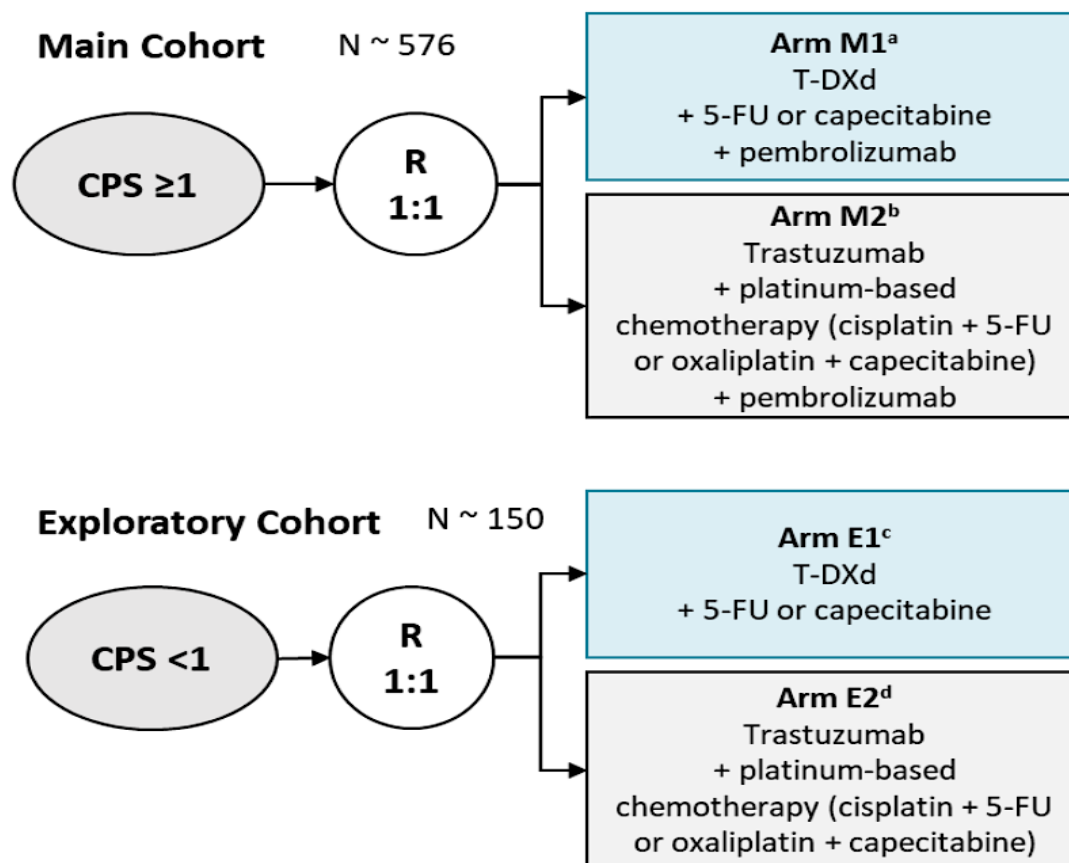 Main Cohort N ~ 576
CPS ≥1
R
1:1
Arm M1ᵃ
T-DXd
+ 5-FU or capecitabine
+ pembrolizumab
Arm M2ᵇ
Trastuzumab
+ platinum-based
chemotherapy (cisplatin + 5-FU
or oxaliplatin + capecitabine)
+ pembrolizumab
Exploratory Cohort N ~ 150
CPS <1
R
1:1
Arm E1ᶜ
T-DXd
+ 5-FU or capecitabine
Arm E2ᵈ
Trastuzumab
+ platinum-based
chemotherapy (cisplatin + 5-FU
or oxaliplatin + capecitabine)